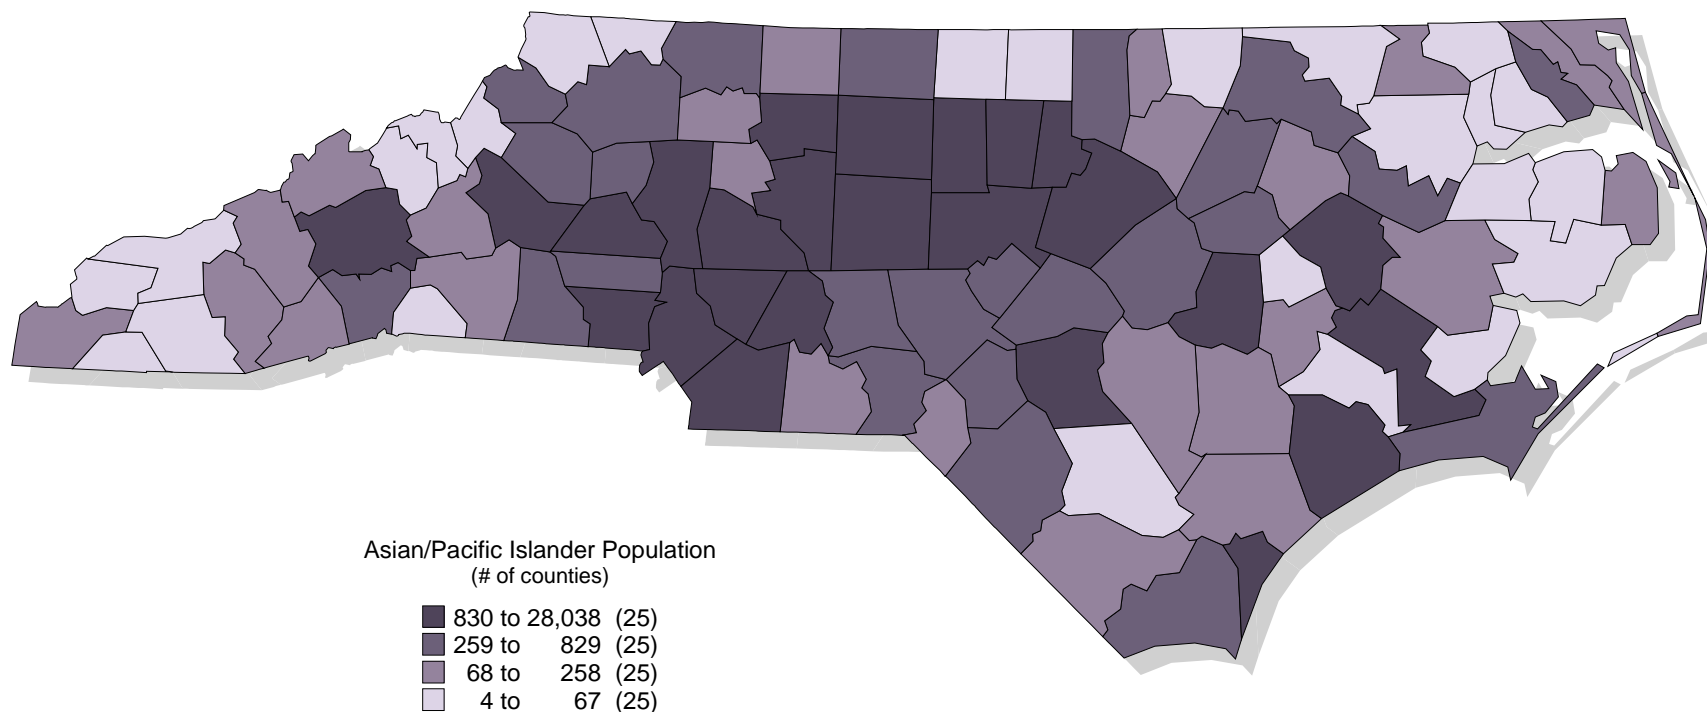 Asian/Pacific Islander Population
(# of counties)
830 to 28,038 (25)
259 to 829 (25)
68 to 258 (25)
4 to 67 (25)